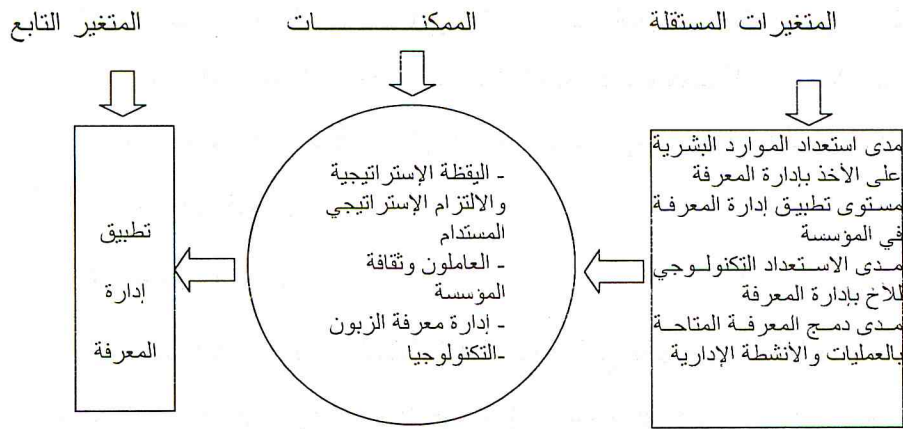 المتغيرات المستقلة
الممكنـــــــــات
المتغير التابع
مدى استعداد الموارد البشرية
على الأخذ بإدارة المعرفة
مستوى تطبيق إدارة المعرفة
في المؤسسة
مدى الاستعداد التكنولوجي
للأخ بإدارة المعرفة
مدى دمج المعرفة المتاحة
بالعمليات والأنشطة الإدارية
- اليقظة الإستراتيجية
والالتزام الإستراتيجي
المستدام
- العاملون وثقافة
المؤسسة
- إدارة معرفة الزبون
-التكنولوجيا
تطبيق
إدارة
المعرفة